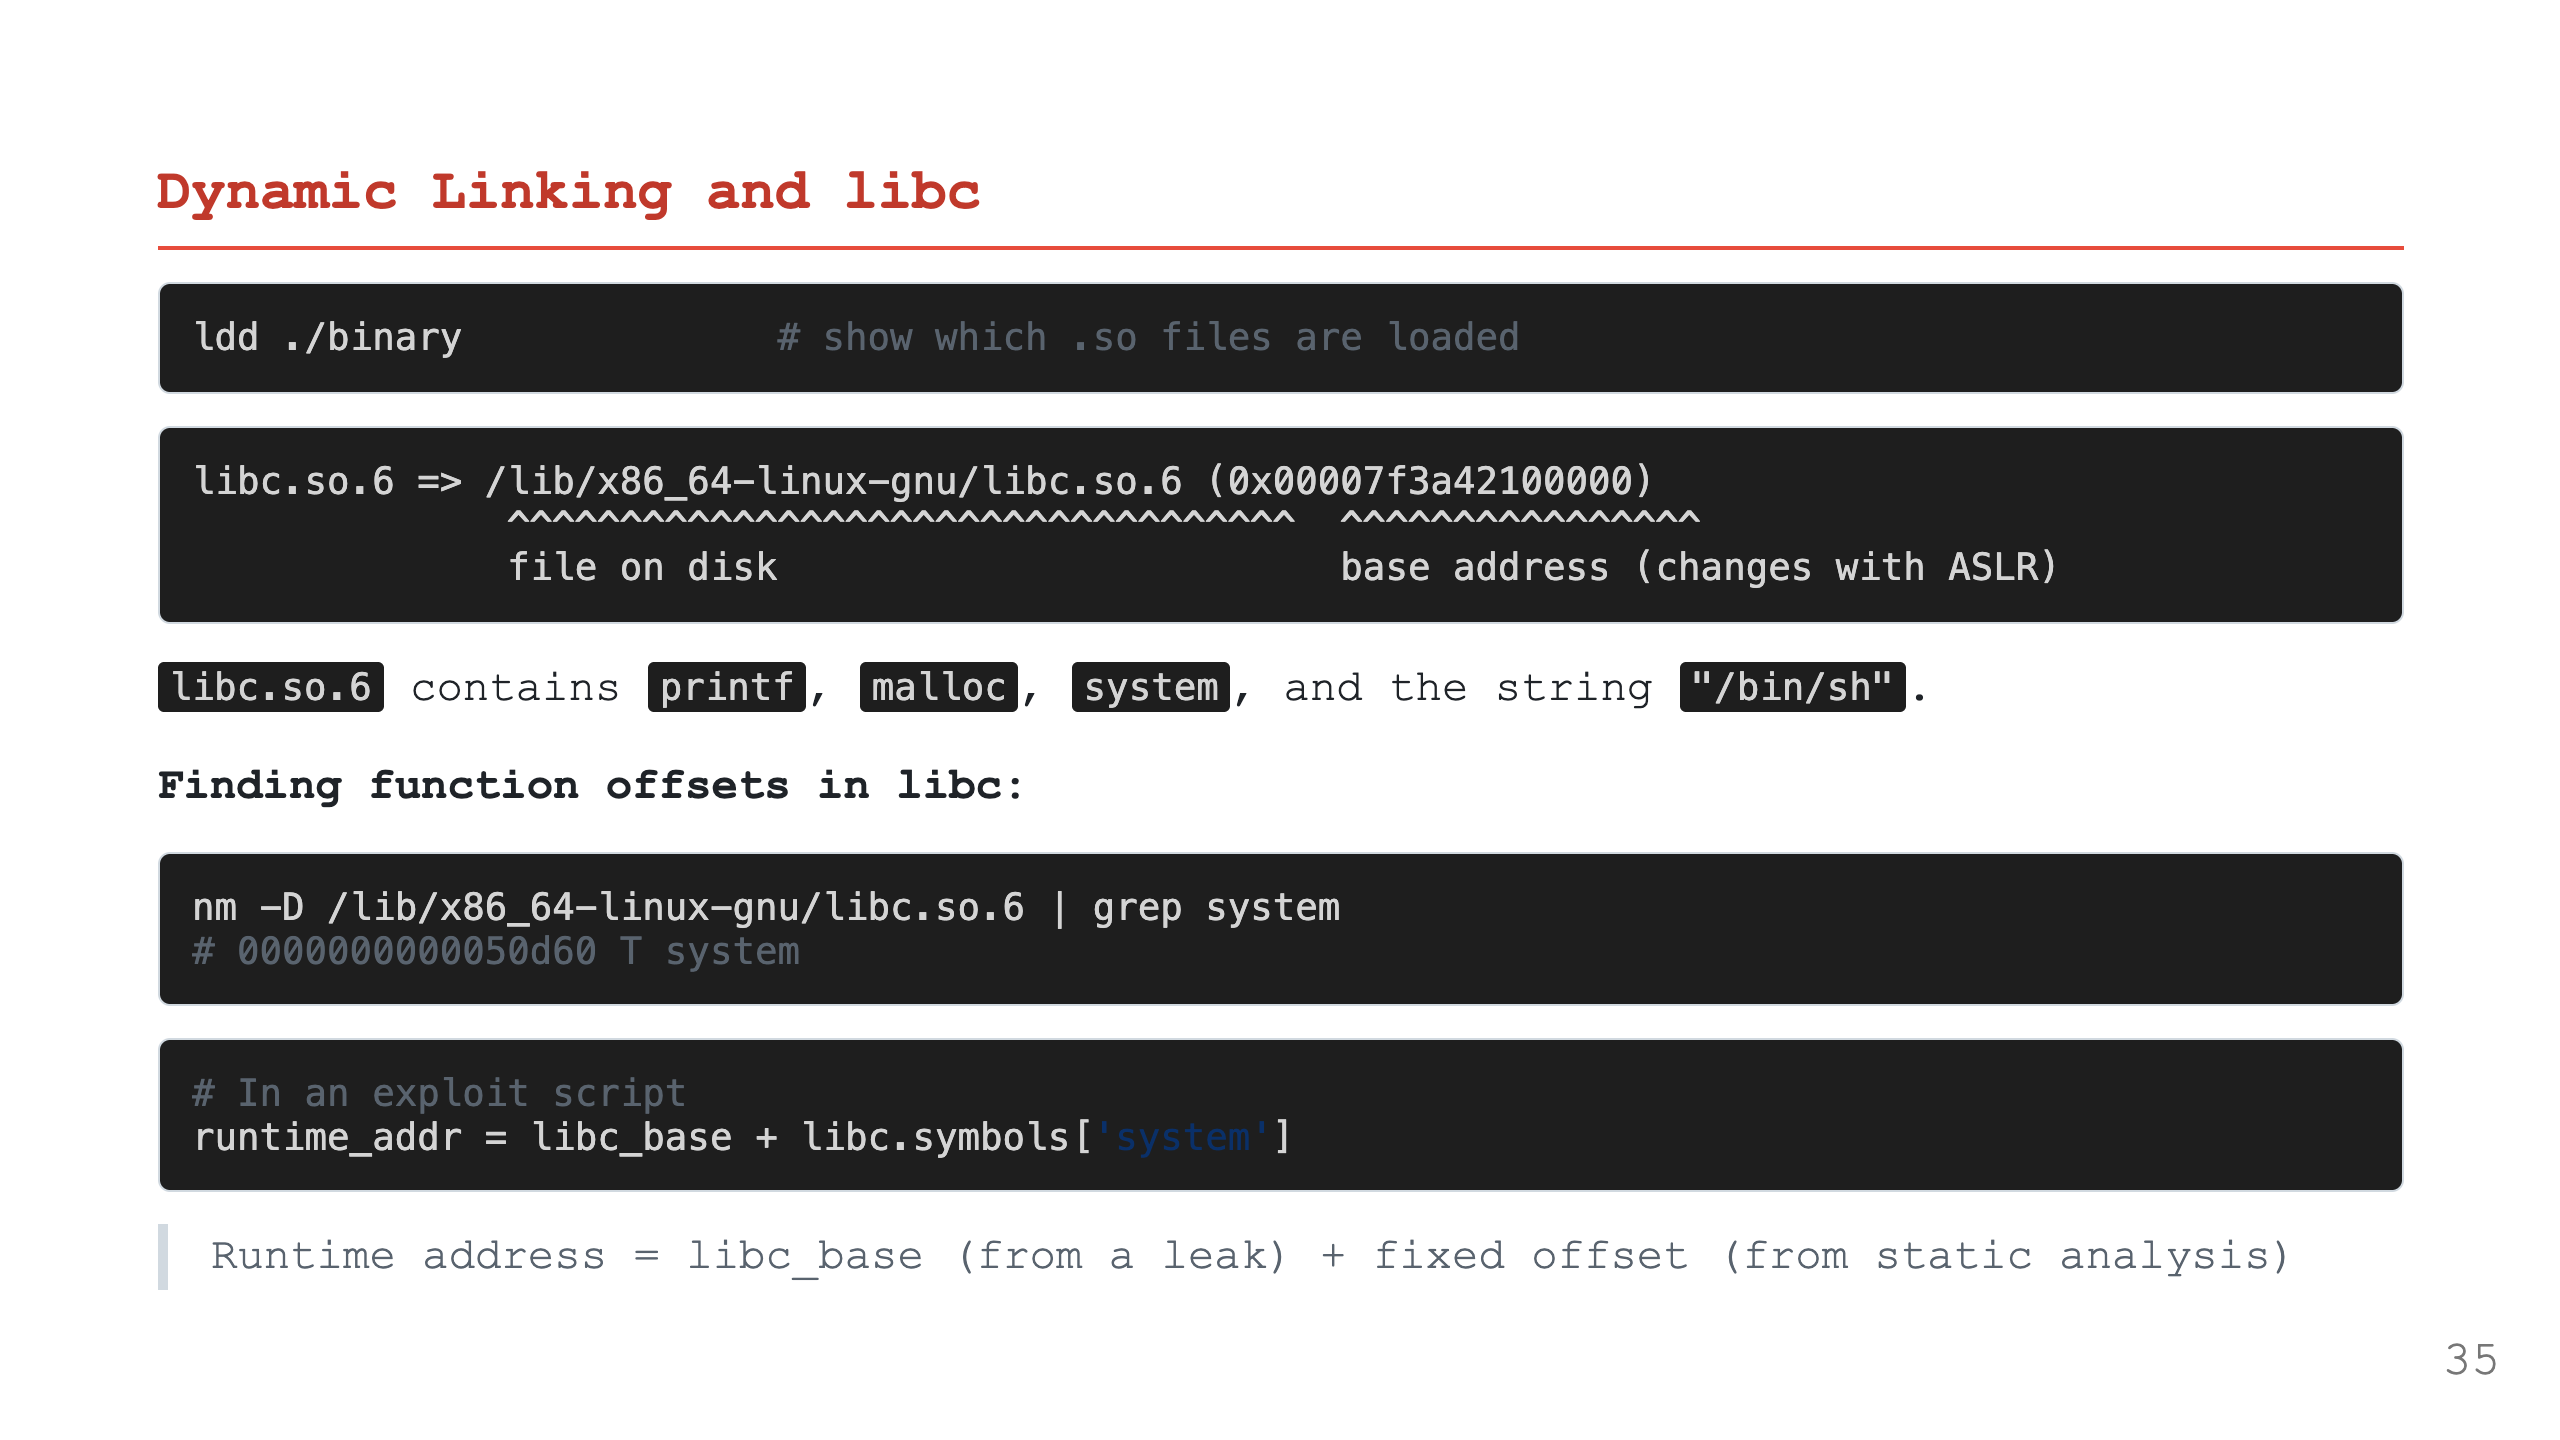 Dynamic Linking and libc
ldd ./binary              # show which .so files are loaded
libc.so.6 => /lib/x86_64-linux-gnu/libc.so.6 (0x00007f3a42100000)
              ^^^^^^^^^^^^^^^^^^^^^^^^^^^^^^^^^^^  ^^^^^^^^^^^^^^^^
              file on disk                         base address (changes with ASLR)
libc.so.6 contains printf, malloc, system, and the string "/bin/sh".
Finding function offsets in libc:
nm -D /lib/x86_64-linux-gnu/libc.so.6 | grep system
# 0000000000050d60 T system
# In an exploit script
runtime_addr = libc_base + libc.symbols['system']
Runtime address = libc_base (from a leak) + fixed offset (from static analysis)
35